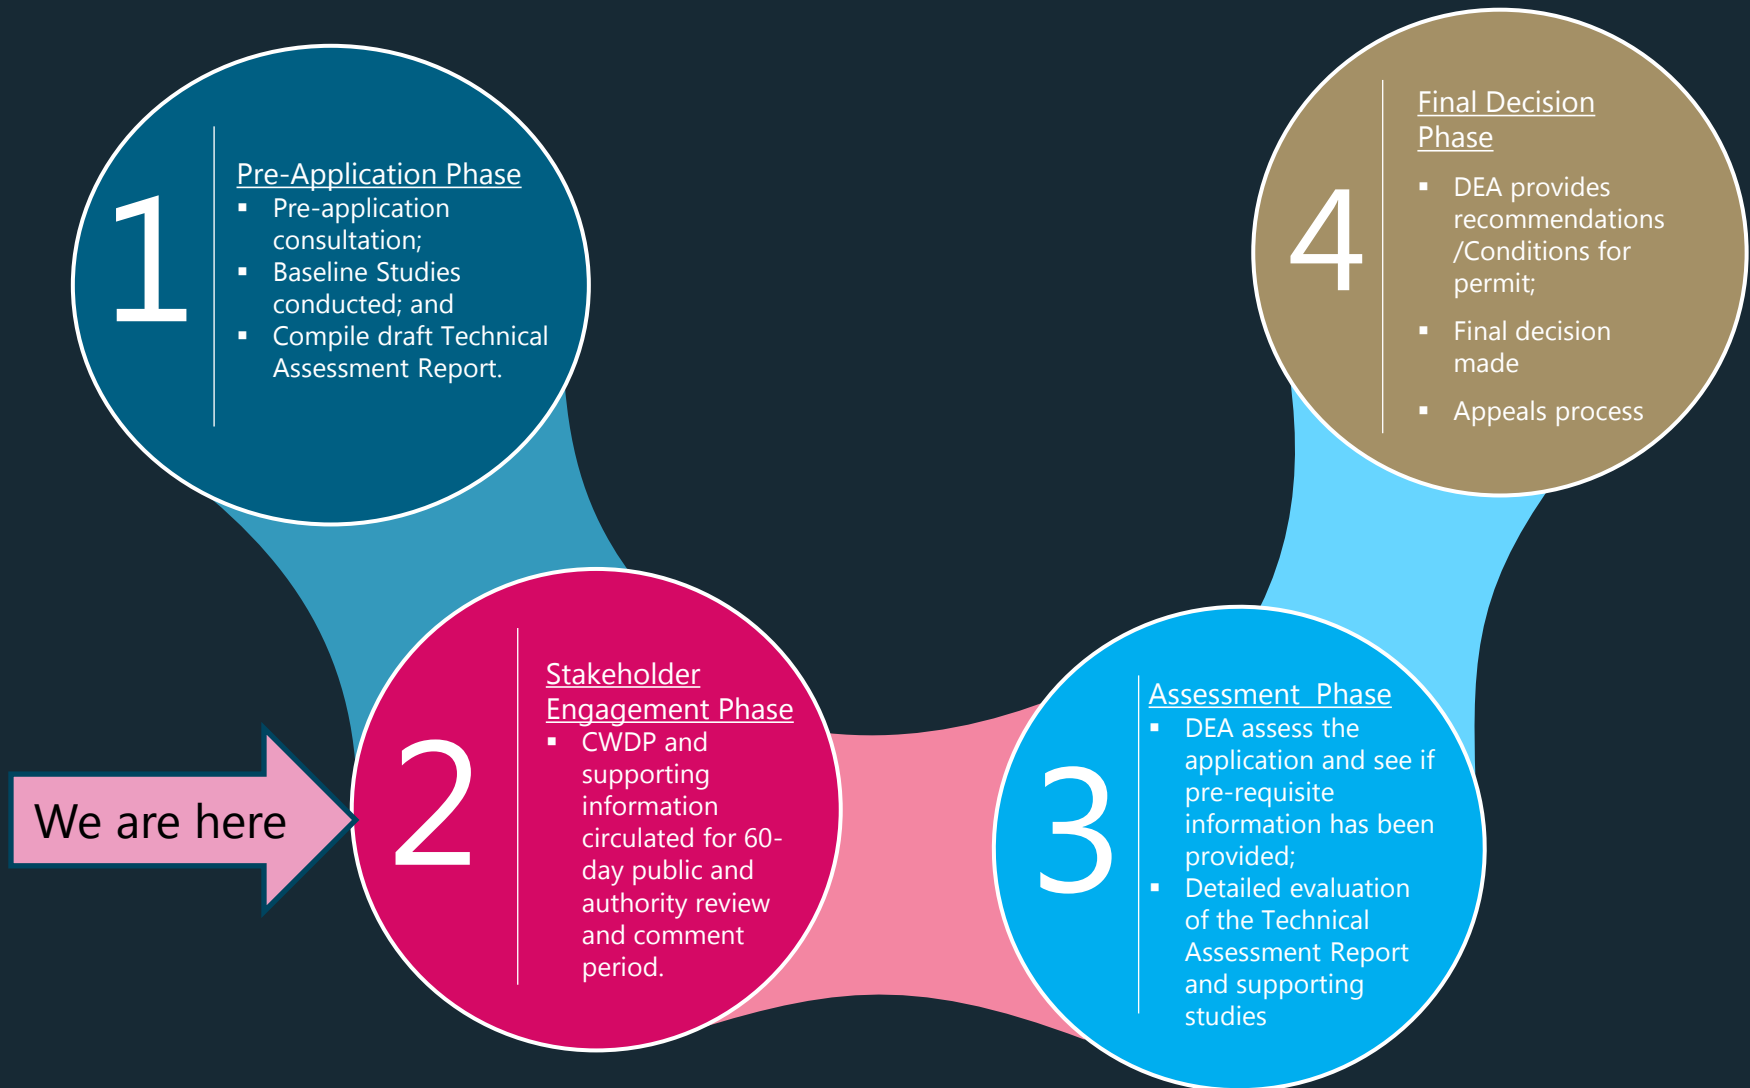 1
Pre-Application Phase
▪ Pre-application
consultation;
▪ Baseline Studies
conducted; and
▪ Compile draft Technical
Assessment Report.
We are here
2
Stakeholder
Engagement Phase
▪ CWDP and
supporting
information
circulated for 60-
day public and
authority review
and comment
period.
3
Assessment  Phase
▪ DEA assess the
application and see if
pre-requisite
information has been
provided;
▪ Detailed evaluation
of the Technical
Assessment Report
and supporting
studies
4
Final Decision
Phase
▪ DEA provides
recommendations
/Conditions for
permit;
▪ Final decision
made
▪ Appeals process